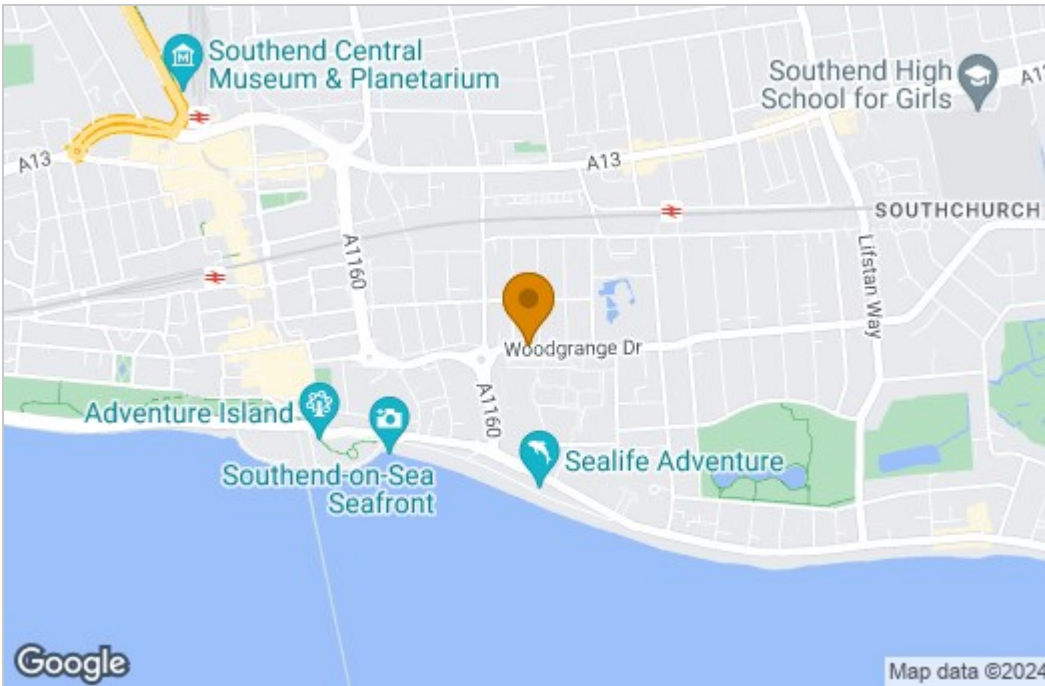 Southend Central
Museum & Planetarium
Southend High
School for Girls
A13
A13
SOUTHCHURCH
A1160
Lifstan Way
Woodgrange Dr
A1160
Adventure Island
Southend-on-Sea
Seafront
Sealife Adventure
Google
Map data ©2024